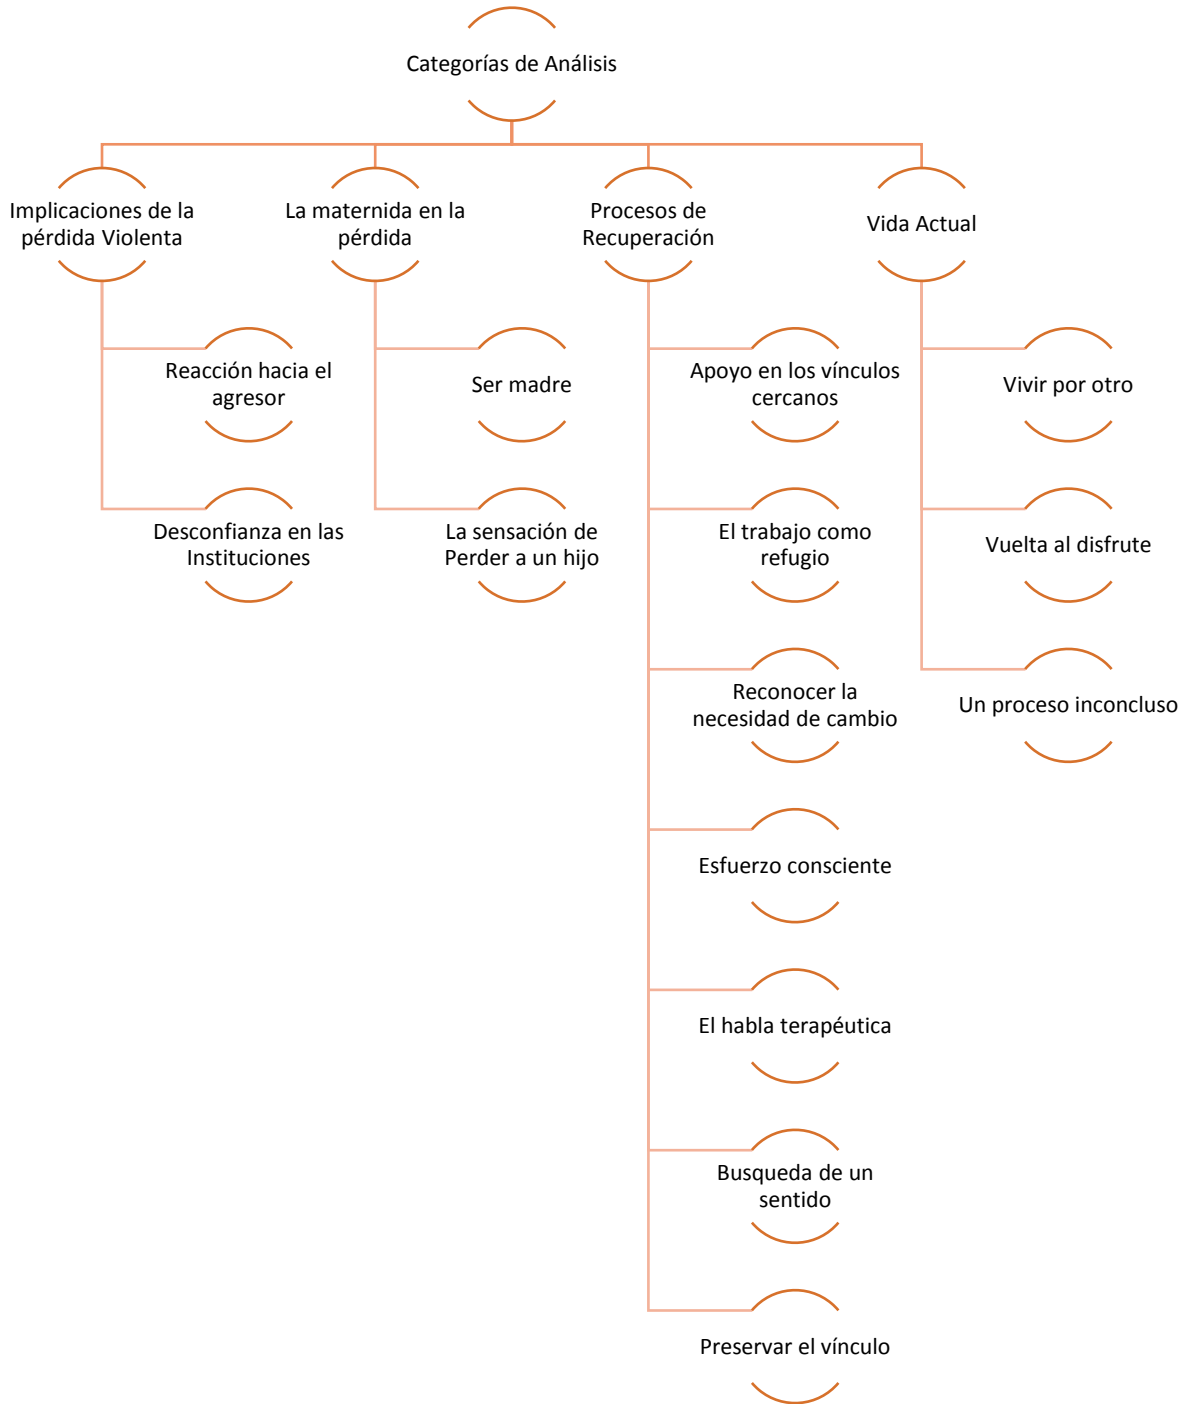 Categorías de Análisis
Implicaciones de la
pérdida Violenta
La maternida en la
pérdida
Procesos de
Recuperación
Vida Actual
Reacción hacia el
agresor
Desconfianza en las
Instituciones
Ser madre
La sensación de
Perder a un hijo
Apoyo en los vínculos
cercanos
El trabajo como
refugio
Reconocer la
necesidad de cambio
Esfuerzo consciente
El habla terapéutica
Busqueda de un
sentido
Preservar el vínculo
Vivir por otro
Vuelta al disfrute
Un proceso inconcluso